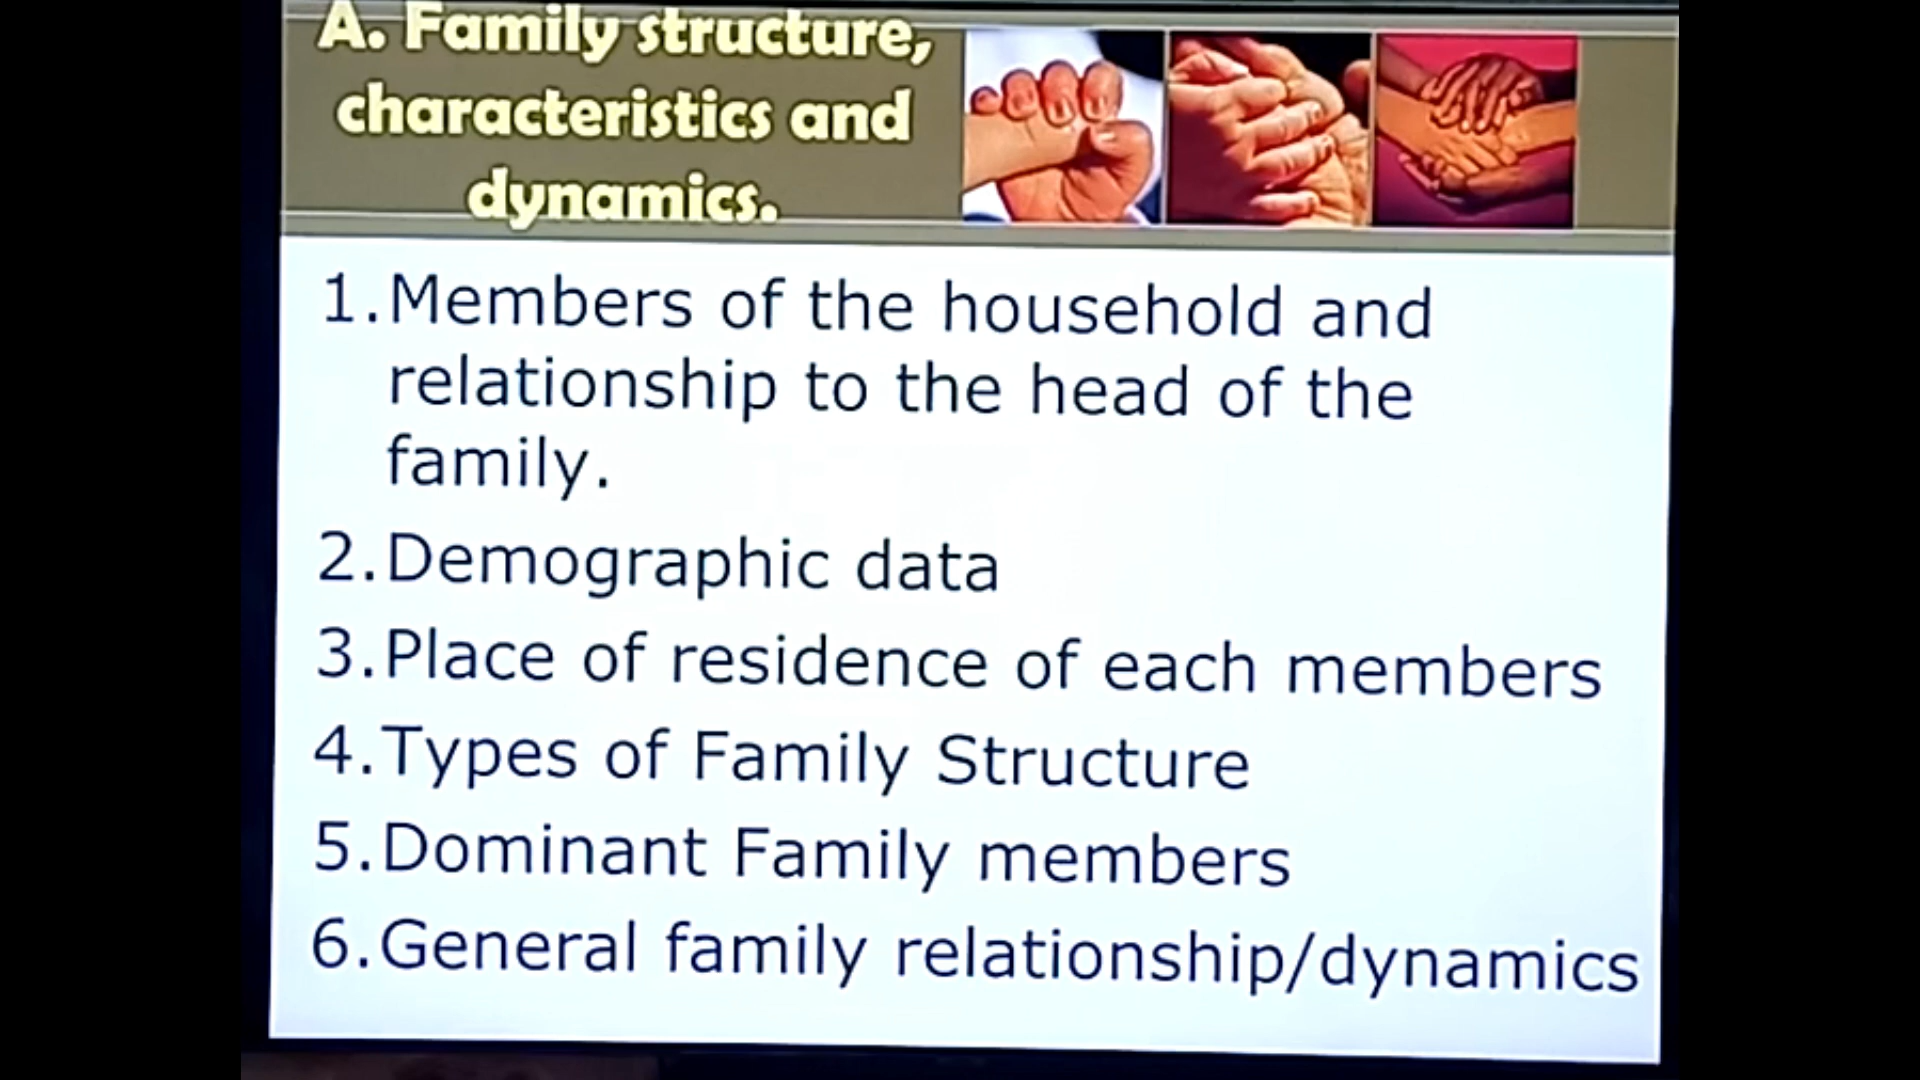 A. Family structure,
characteristics and
dynamics.
1.Members of the household and
relationship to the head of the
family.
2.Demographic data
3.Place of residence of each members
4.Types of Family Structure
5.Dominant Family members
6.General family relationship/dynamics